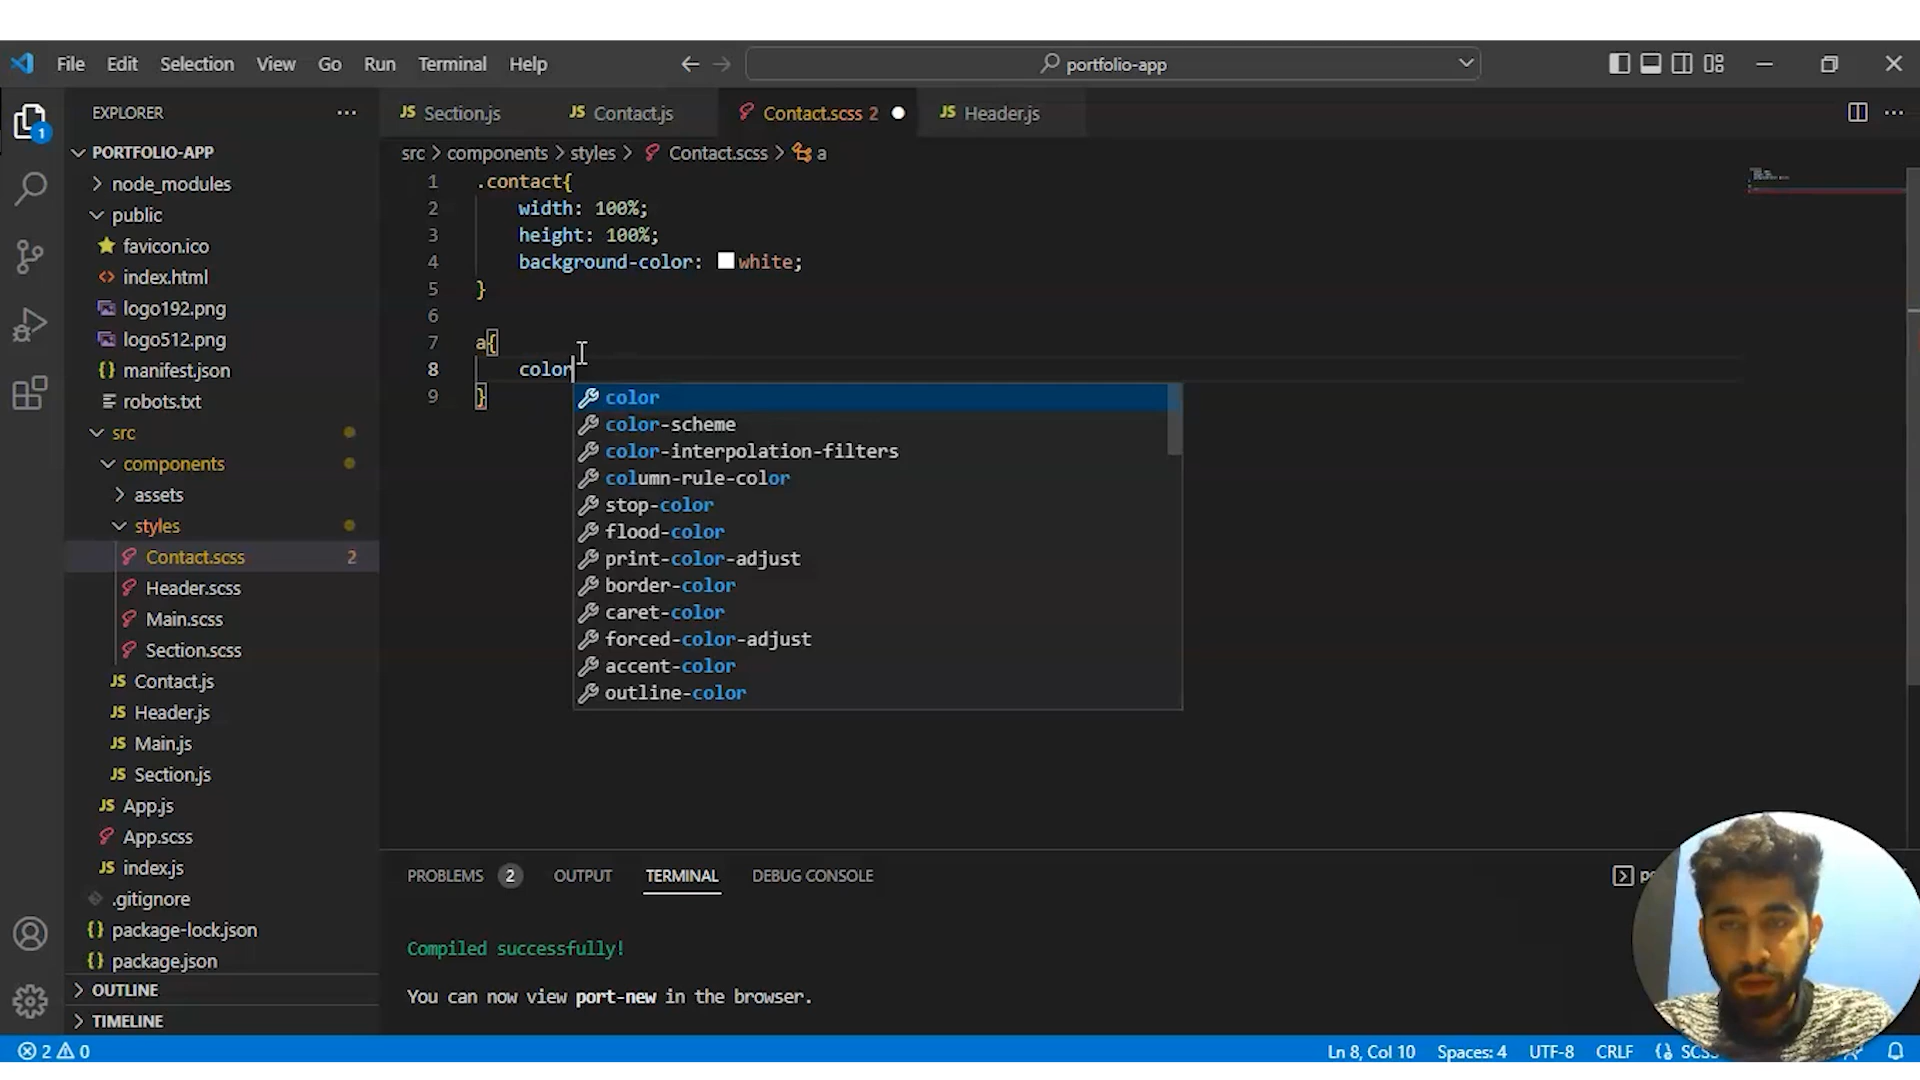 File Edit Selection View Go Run Terminal Help portfolio-app
EXPLORER
Section.js Contact.js Contact.scss 2 Header.js
PORTFOLIO-APP
src > components > styles > Contact.scss > a
node_modules
public
favicon.ico
index.html
logo192.png
logo512.png
manifest.json
robots.txt
src
components
assets
styles
Contact.scss 2
Header.scss
Main.scss
Section.scss
Contact.js
Header.js
Main.js
Section.js
App.js
App.scss
index.js
.gitignore
package-lock.json
package.json
OUTLINE
TIMELINE
1 .contact{
2 width: 100%;
3 height: 100%;
4 background-color: white;
5 }
6
7 a{
8 color
9 }
color
color-scheme
color-interpolation-filters
column-rule-color
stop-color
flood-color
print-color-adjust
border-color
caret-color
forced-color-adjust
accent-color
outline-color
PROBLEMS 2 OUTPUT TERMINAL DEBUG CONSOLE
Compiled successfully!
You can now view port-new in the browser.
1
2 0 Ln 8, Col 10 Spaces: 4 UTF-8 CRLF